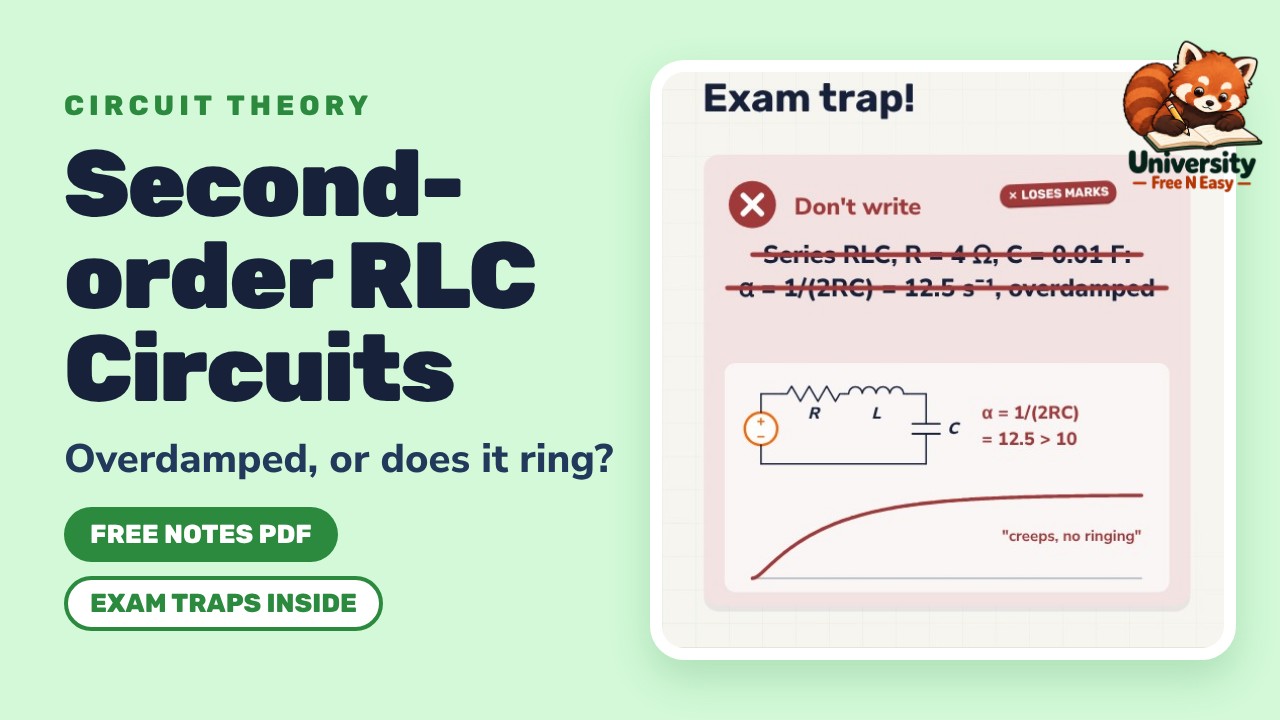 CIRCUIT THEORY
Second-
order RLC
Circuits
Overdamped, or does it ring?
FREE NOTES PDF
EXAM TRAPS INSIDE
Exam trap!
Don't write
× LOSES MARKS
Series RLC, R = 4 Ω, C = 0.01 F:
α = 1/(2RC) = 12.5 s⁻¹, overdamped
+
−
R
L
C
α = 1/(2RC)
= 12.5 > 10
"creeps, no ringing"
University
— Free N Easy —